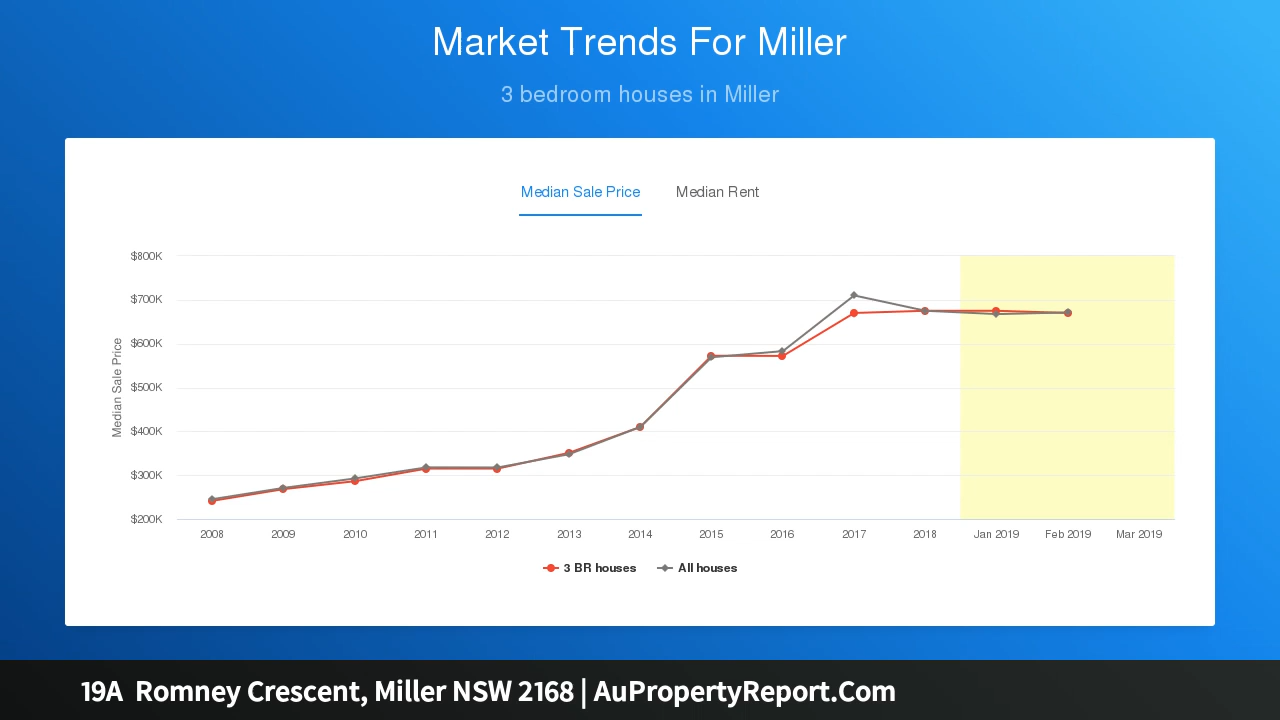 Market Trends For Miller
3 bedroom houses in Miller
Median Sale Price Median Rent
Median Sale Price
$800K
$700K
$600K
$500K
$400K
$300K
$200K
2008 2009 2010 2011 2012 2013 2014 2015 2016 2017 2018 Jan 2019 Feb 2019 Mar 2019
3 BR houses All houses
19A Romney Crescent, Miller NSW 2168 | AuPropertyReport.Com